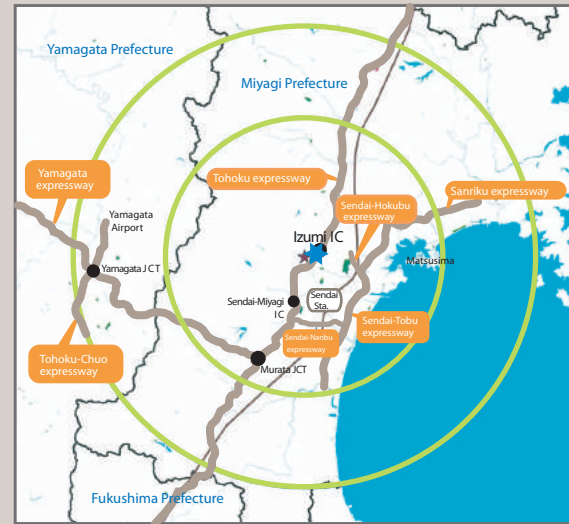 Yamagata Prefecture
Miyagi Prefecture
Yamagata
expressway
Tohoku expressway
Sanriku expressway
Sendai-Hokubu
expressway
Yamagata
Airport
Izumi IC
Matsusima
Yamagata JCT
Sendai-Miyagi
IC
Sendai
Sta.
Sendai-Tobu
expressway
Sendai-Nanbu
expressway
Tohoku-Chuo
expressway
Murata JCT
Fukushima Prefecture